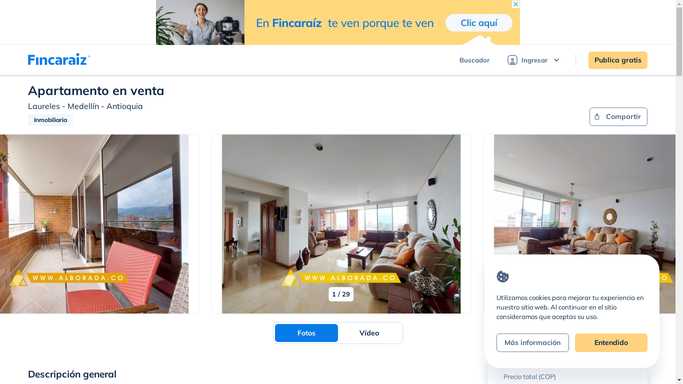 En Fincaraíz te ven porque te ven
Clic aquí
Fincaraíz
Buscador
Ingresar
Publica gratis
Apartamento en venta
Laureles - Medellín - Antioquia
Inmobiliaria
Compartir
WWW.ALBORADA.CO
WWW.ALBORADA.CO
1 / 29
Fotos
Vídeo
Utilizamos cookies para mejorar tu experiencia en
nuestro sitio web. Al continuar en el sitio
consideramos que aceptas su uso.
Más información
Entendido
Descripción general
Precio total (COP)